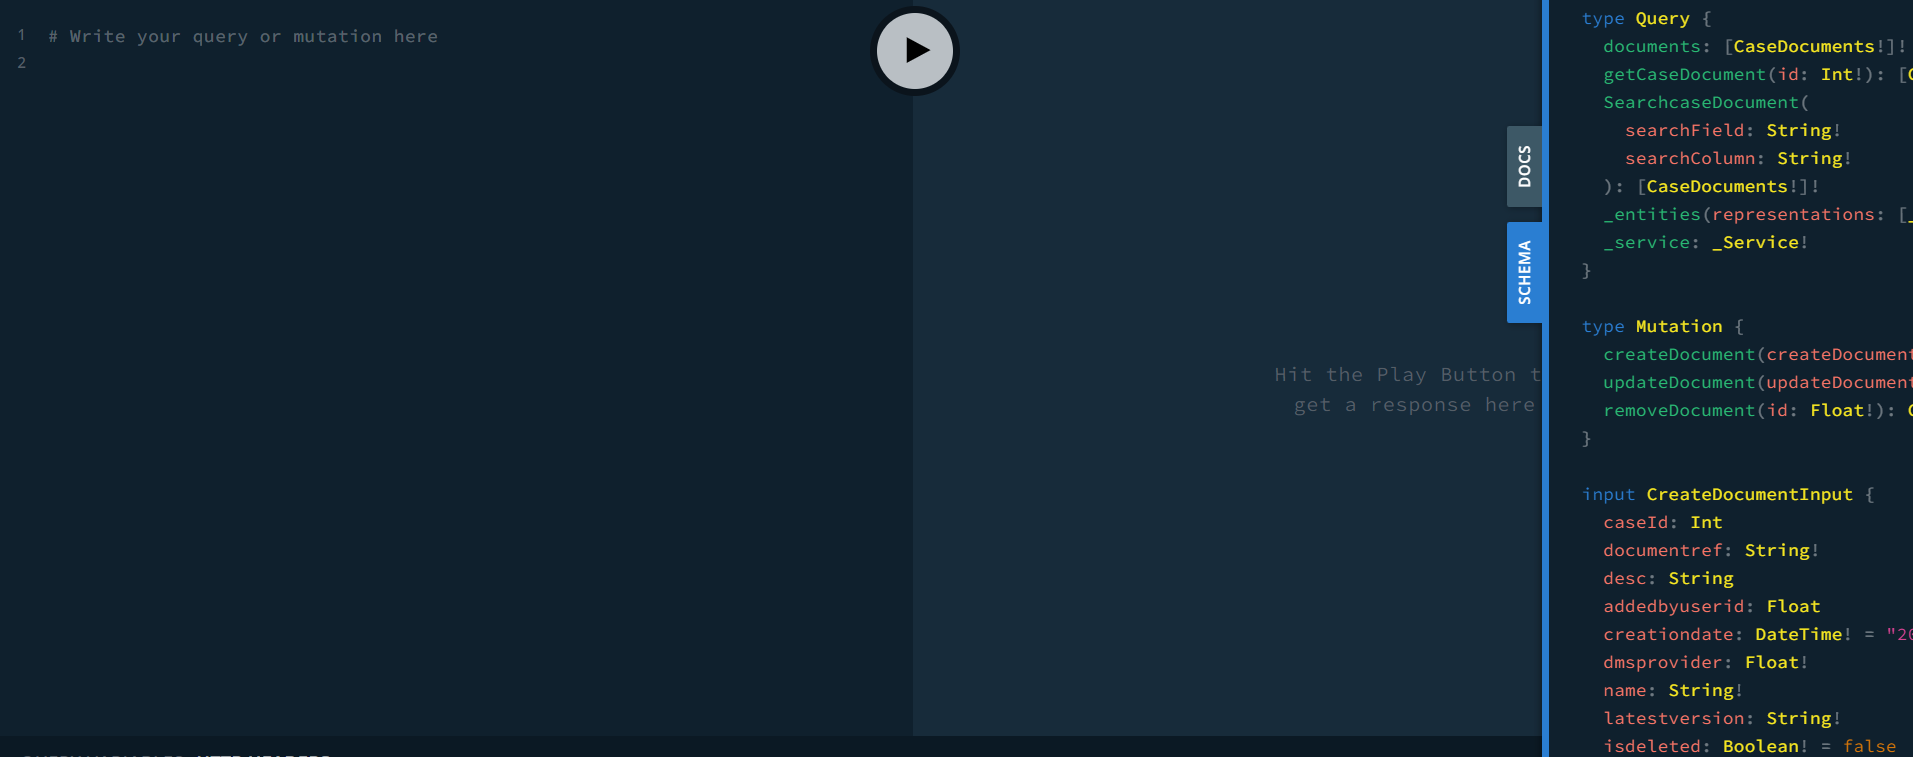 1 # Write your query or mutation here
2
Hit the Play Button t
get a response here
DOCS
SCHEMA
type Query {
documents: [CaseDocuments!]!
getCaseDocument(id: Int!): [
SearchcaseDocument(
searchField: String!
searchColumn: String!
): [CaseDocuments!]!
_entities(representations: [_
_service: _Service!
}
type Mutation {
createDocument(createDocument
updateDocument(updateDocument
removeDocument(id: Float!):
}
input CreateDocumentInput {
caseId: Int
documentref: String!
desc: String
addedbyuserid: Float
creationdate: DateTime! = "20
dmsprovider: Float!
name: String!
latestversion: String!
isdeleted: Boolean! = false